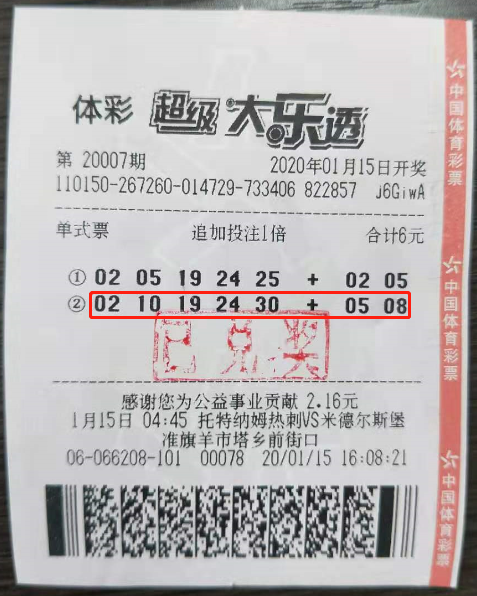 体彩 超级大乐透
第 20007期 2020年01月15日开奖
110150-267260-014729-733406 822857 J6GiwA
单式票 追加投注1倍 合计6元
① 02 05 19 24 25 + 02 05
② 02 10 19 24 30 + 05 08
已兑奖
感谢您为公益事业贡献 2.16元
1月15日 04:45 托特纳姆热刺VS米德尔斯堡
准旗羊市塔乡前街口
06-066208-101 00078 20/01/15 16:08:21
中国体育彩票
中国体育彩票
中国体育彩票